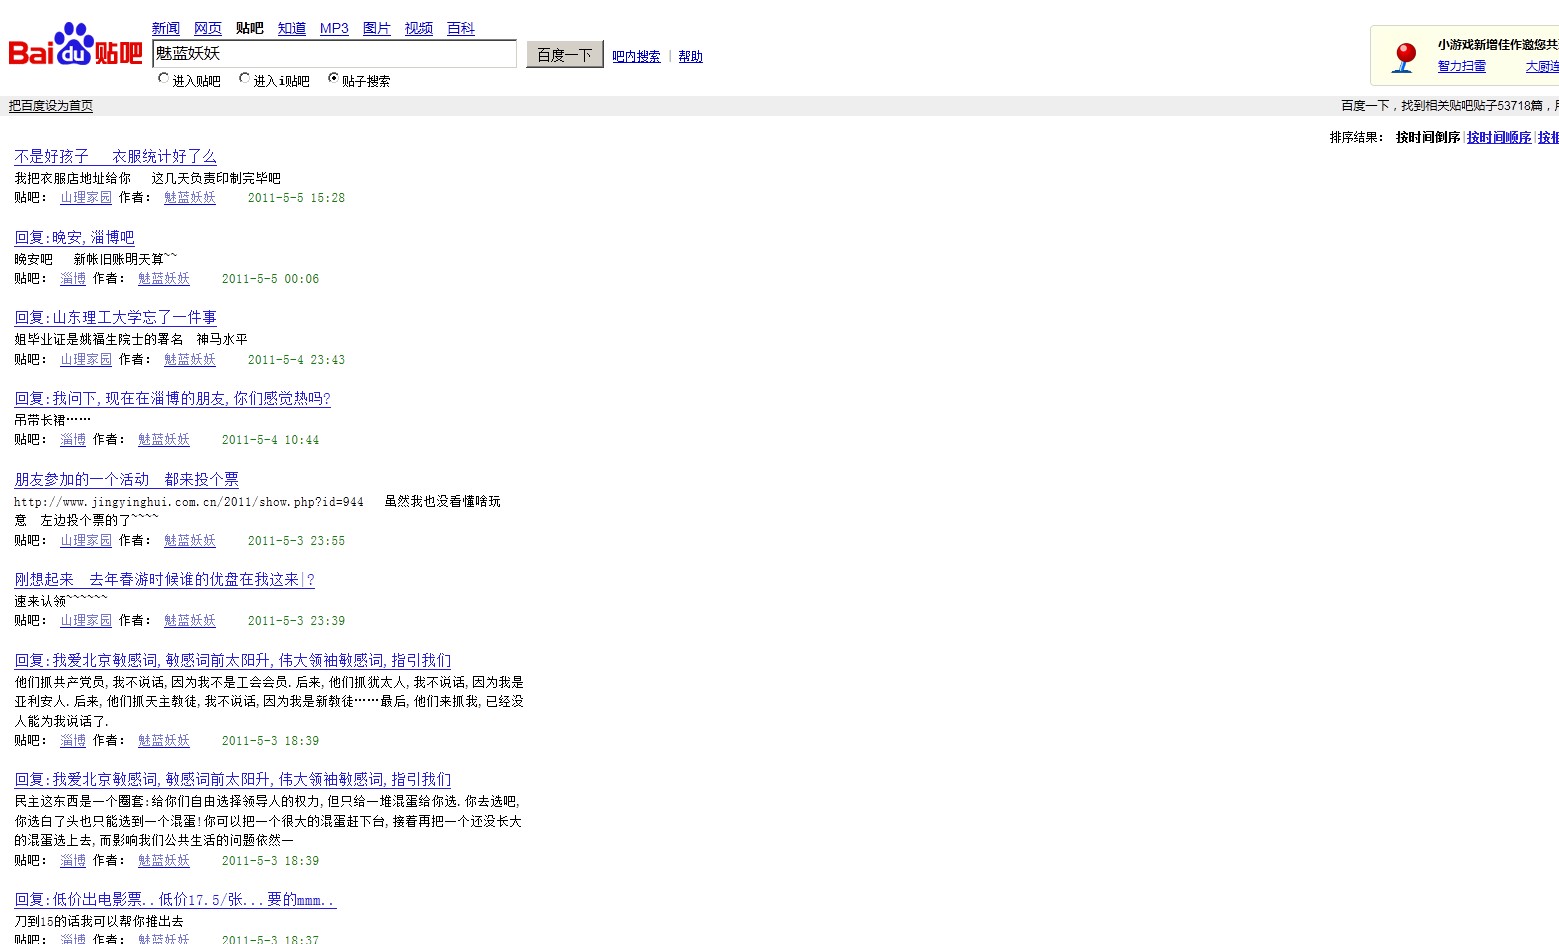 新闻 网页 贴吧 知道 MP3 图片 视频 百科
Bai du 贴吧
魅蓝妖妖 百度一下 吧内搜索 | 帮助
进入贴吧 进入i贴吧 贴子搜索
小游戏新增佳作邀您共
智力扫雷 大厨连
把百度设为首页 百度一下，找到相关贴吧贴子53718篇，用
排序结果： 按时间倒序|按时间顺序|按相
不是好孩子 衣服统计好了么
我把衣服店地址给你 这几天负责印制完毕吧
贴吧： 山理家园 作者： 魅蓝妖妖 2011-5-5 15:28
回复:晚安,淄博吧
晚安吧 新帐旧账明天算~~
贴吧： 淄博 作者： 魅蓝妖妖 2011-5-5 00:06
回复:山东理工大学忘了一件事
姐毕业证是姚福生院士的署名 神马水平
贴吧： 山理家园 作者： 魅蓝妖妖 2011-5-4 23:43
回复:我问下,现在在淄博的朋友,你们感觉热吗?
吊带长裙……
贴吧： 淄博 作者： 魅蓝妖妖 2011-5-4 10:44
朋友参加的一个活动 都来投个票
http://www.jingyinghui.com.cn/2011/show.php?id=944 虽然我也没看懂啥玩
意 左边投个票的了~~~~
贴吧： 山理家园 作者： 魅蓝妖妖 2011-5-3 23:55
刚想起来 去年春游时候谁的优盘在我这来|?
速来认领~~~~~~
贴吧： 山理家园 作者： 魅蓝妖妖 2011-5-3 23:39
回复:我爱北京敏感词,敏感词前太阳升,伟大领袖敏感词,指引我们
他们抓共产党员,我不说话,因为我不是工会会员.后来,他们抓犹太人,我不说话,因为我是
亚利安人.后来,他们抓天主教徒,我不说话,因为我是新教徒……最后,他们来抓我,已经没
人能为我说话了.
贴吧： 淄博 作者： 魅蓝妖妖 2011-5-3 18:39
回复:我爱北京敏感词,敏感词前太阳升,伟大领袖敏感词,指引我们
民主这东西是一个圈套:给你们自由选择领导人的权力,但只给一堆混蛋给你选.你去选吧,
你选白了头也只能选到一个混蛋!你可以把一个很大的混蛋赶下台,接着再把一个还没长大
的混蛋选上去,而影响我们公共生活的问题依然一
贴吧： 淄博 作者： 魅蓝妖妖 2011-5-3 18:39
回复:低价出电影票..低价17.5/张...要的mmm..
刀到15的话我可以帮你推出去
贴吧： 淄博 作者： 魅蓝妖妖 2011-5-3 18:37